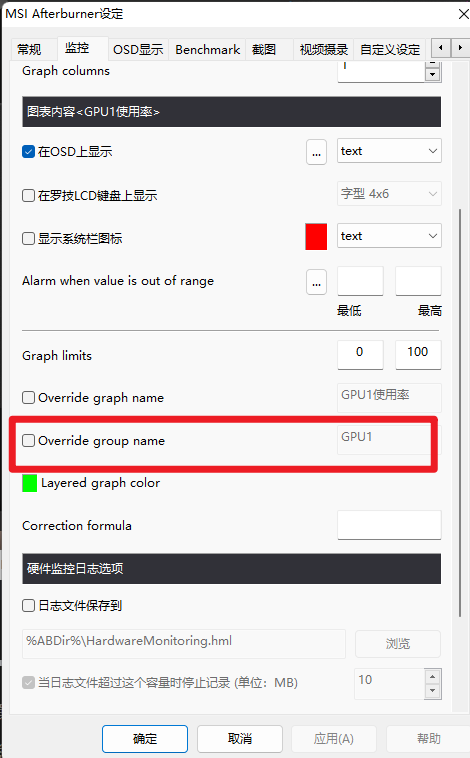 MSI Afterburner设定
常规 监控 OSD显示 Benchmark 截图 视频摄录 自定义设定
Graph columns
图表内容<GPU1使用率>
在OSD上显示 ... text
在罗技LCD键盘上显示 字型 4x6
显示系统栏图标 text
Alarm when value is out of range ...
最低 最高
Graph limits 0 100
Override graph name GPU1使用率
Override group name GPU1
Layered graph color
Correction formula
硬件监控日志选项
日志文件保存到
%ABDir%\HardwareMonitoring.hml 浏览
当日志文件超过这个容量时停止记录 (单位：MB) 10
确定 取消 应用(A) 帮助